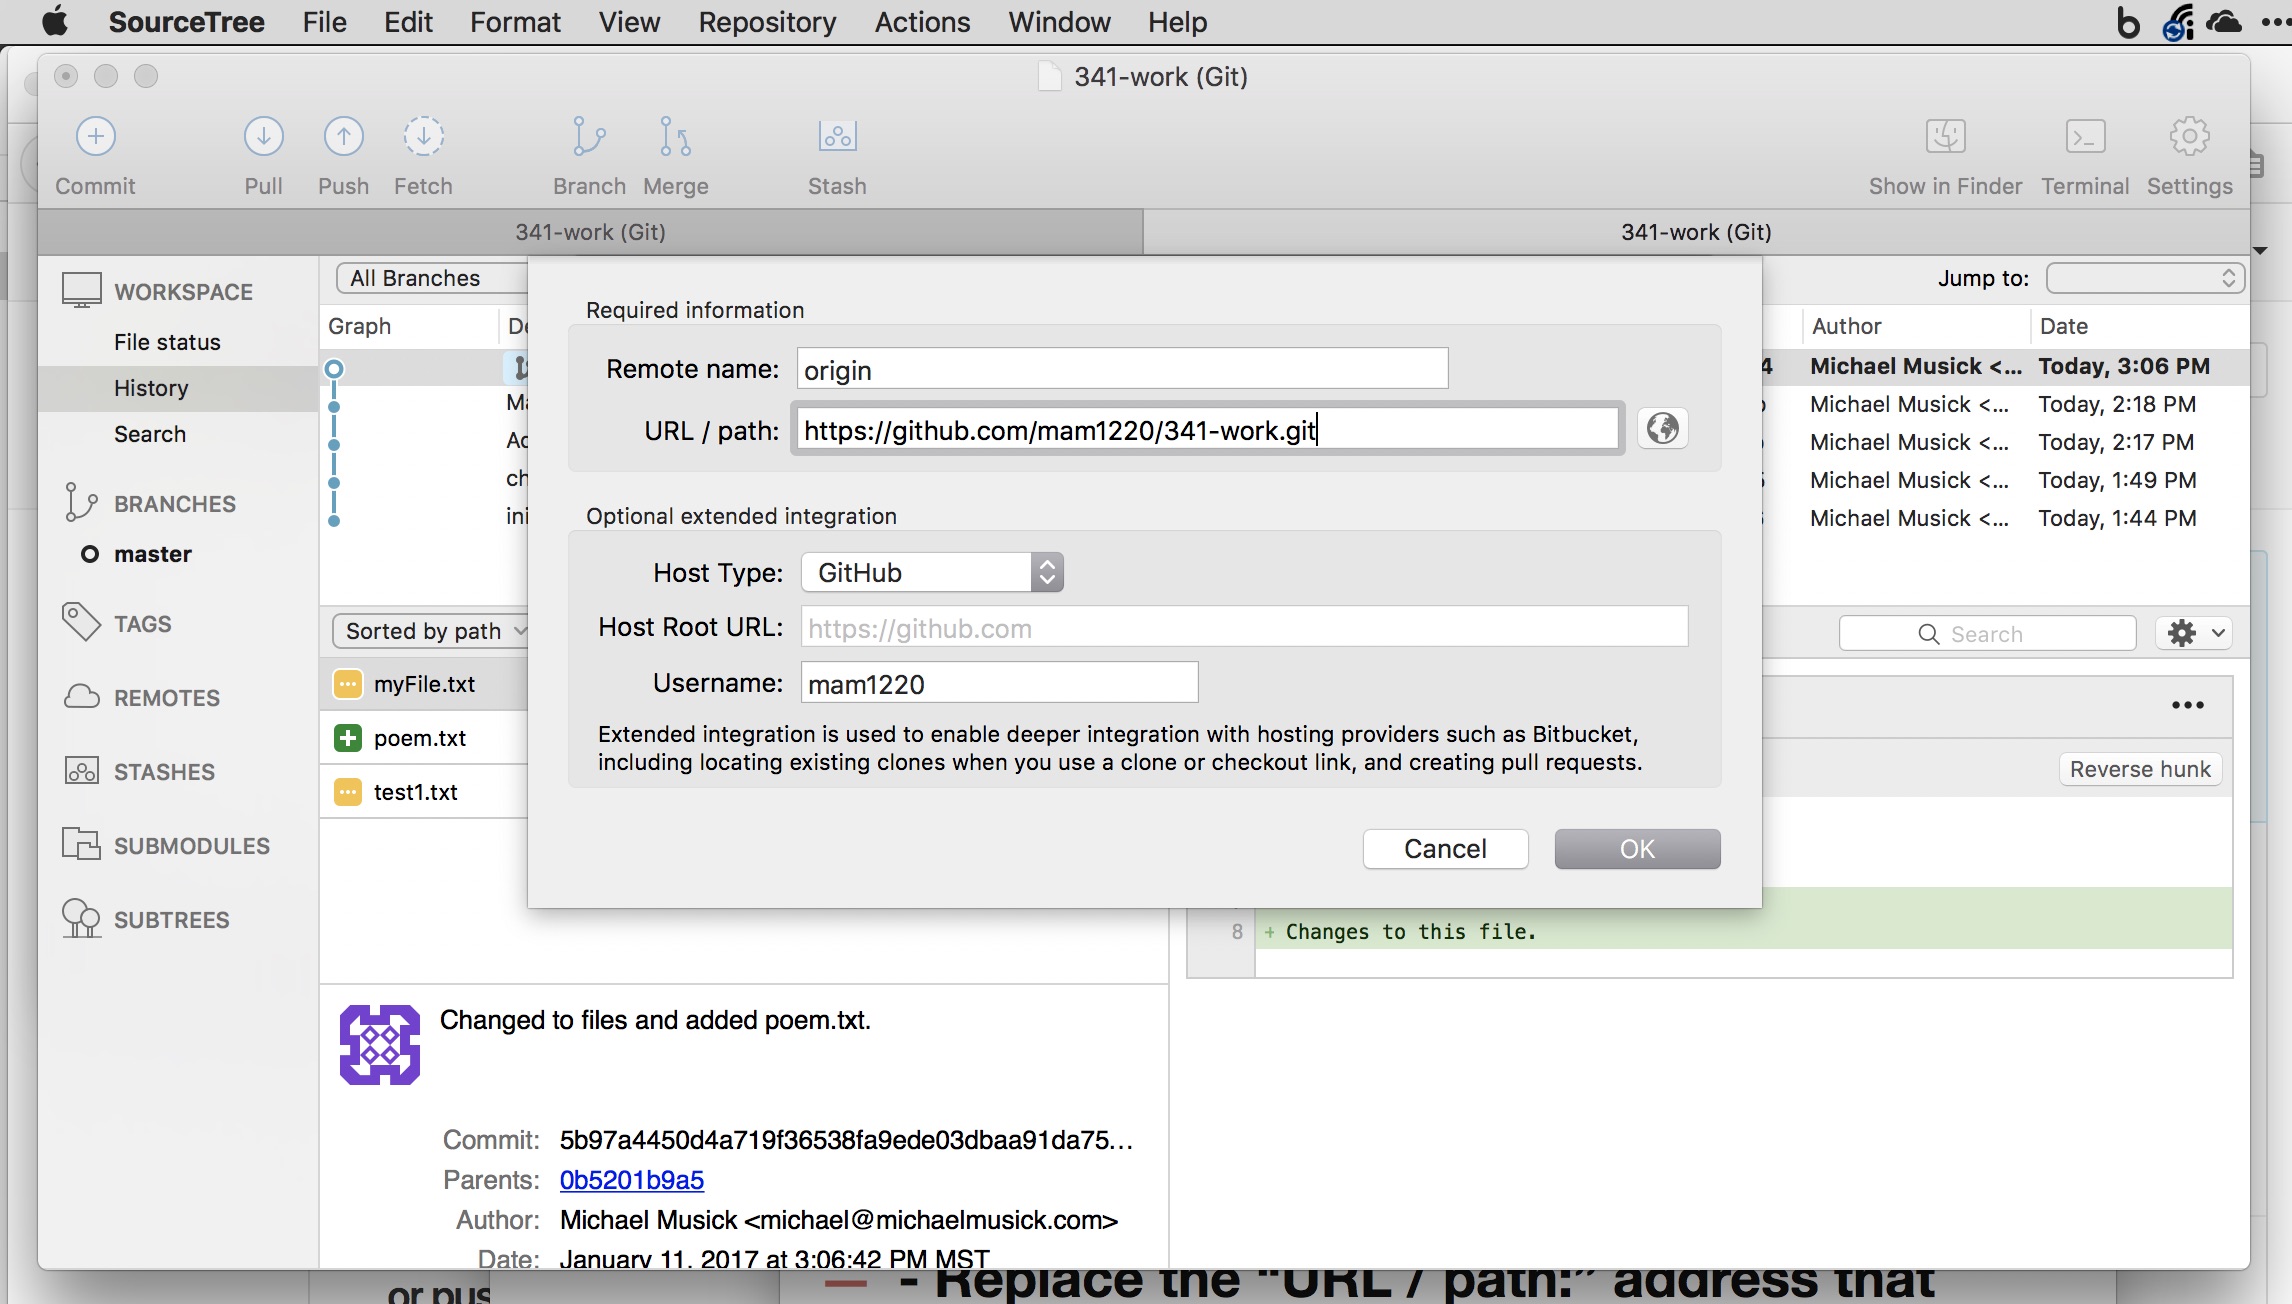 SourceTree File Edit Format View Repository Actions Window Help
341-work (Git)
Commit Pull Push Fetch Branch Merge Stash Show in Finder Terminal Settings
341-work (Git) 341-work (Git)
WORKSPACE
File status
History
Search
BRANCHES
master
TAGS
REMOTES
STASHES
SUBMODULES
SUBTREES
All Branches
Jump to:
Graph
Author Date
Michael Musick <... Today, 3:06 PM
Michael Musick <... Today, 2:18 PM
Michael Musick <... Today, 2:17 PM
Michael Musick <... Today, 1:49 PM
Michael Musick <... Today, 1:44 PM
Required information
Remote name: origin
URL / path: https://github.com/mam1220/341-work.git
Optional extended integration
Host Type: GitHub
Host Root URL: https://github.com
Username: mam1220
Extended integration is used to enable deeper integration with hosting providers such as Bitbucket,
including locating existing clones when you use a clone or checkout link, and creating pull requests.
Cancel OK
Sorted by path
Search
myFile.txt
poem.txt
test1.txt
Reverse hunk
8 + Changes to this file.
Changed to files and added poem.txt.
Commit: 5b97a4450d4a719f36538fa9ede03dbaa91da75...
Parents: 0b5201b9a5
Author: Michael Musick <michael@michaelmusick.com>
Date: January 11, 2017 at 3:06:42 PM MST
or pus
- Replace the "URL / path:" address that